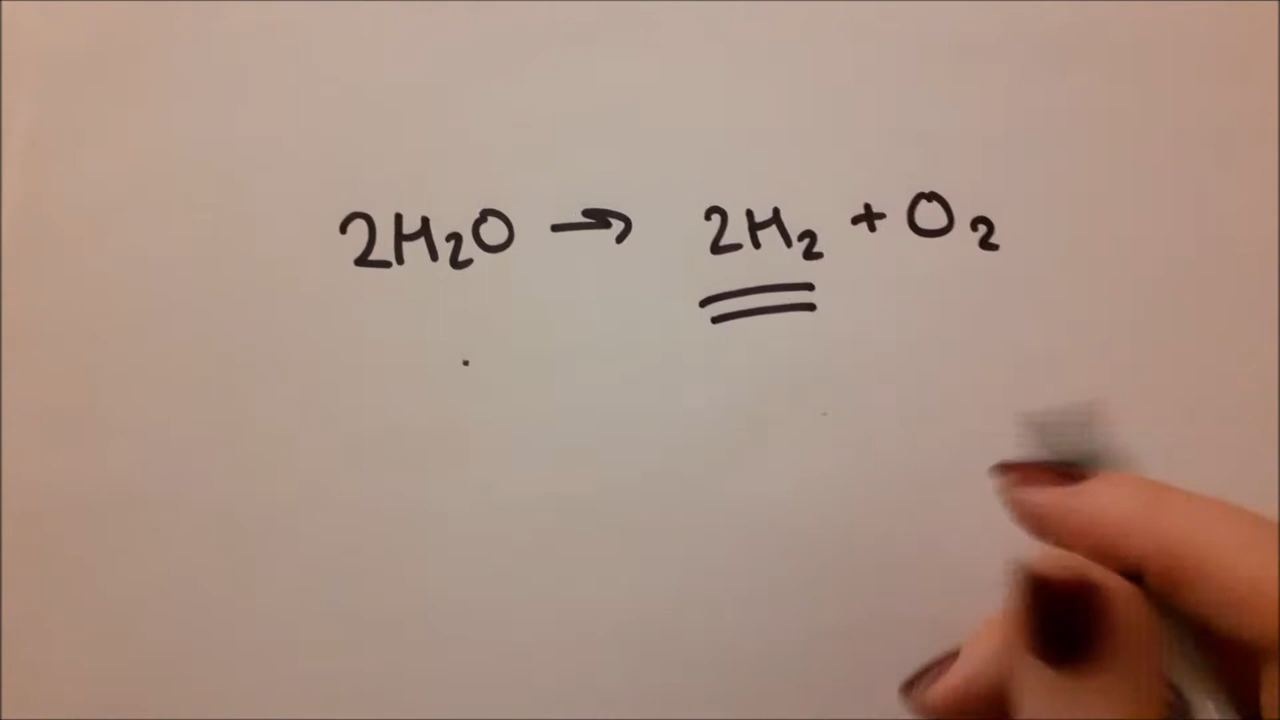 2H₂O → 2H₂ + O₂